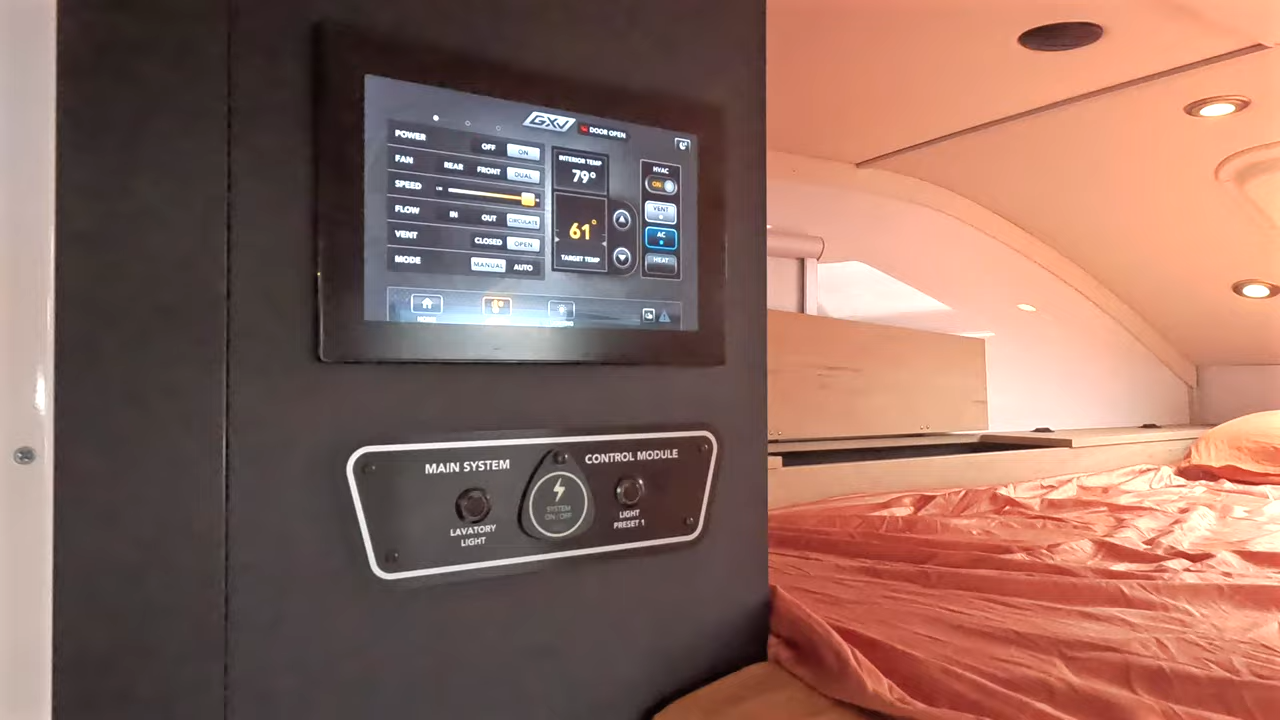 GXV
DOOR OPEN
POWER OFF ON
FAN REAR FRONT DUAL
SPEED
FLOW IN OUT CIRCULATE
VENT CLOSED OPEN
MODE MANUAL AUTO
INTERIOR TEMP
79°
61°
TARGET TEMP
HVAC
ON
VENT
AC
HEAT
MAIN SYSTEM
CONTROL MODULE
LAVATORY
LIGHT
SYSTEM
ON / OFF
LIGHT
PRESET 1